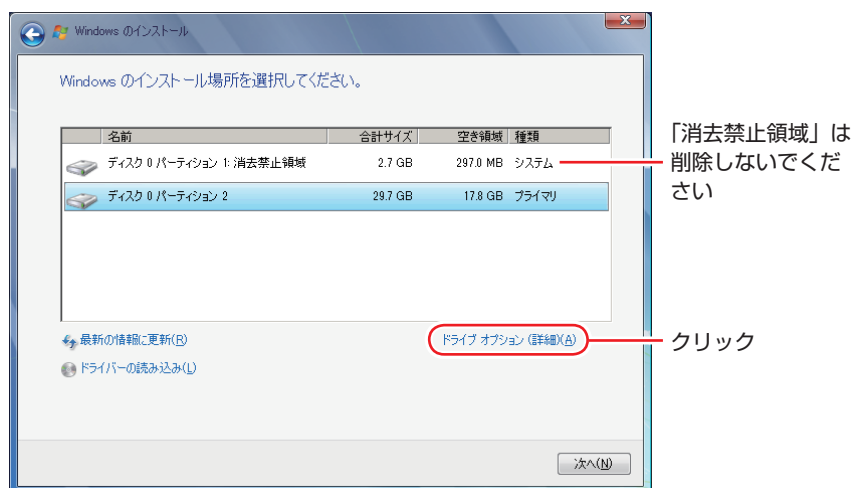 Windows のインストール
Windows のインストール場所を選択してください。
名前 合計サイズ 空き領域 種類
ディスク 0 パーティション 1: 消去禁止領域 2.7 GB 297.0 MB システム
ディスク 0 パーティション 2 29.7 GB 17.8 GB プライマリ
最新の情報に更新(R)
ドライブ オプション (詳細)(A)
ドライバーの読み込み(L)
次へ(N)
「消去禁止領域」は
削除しないでくだ
さい
クリック